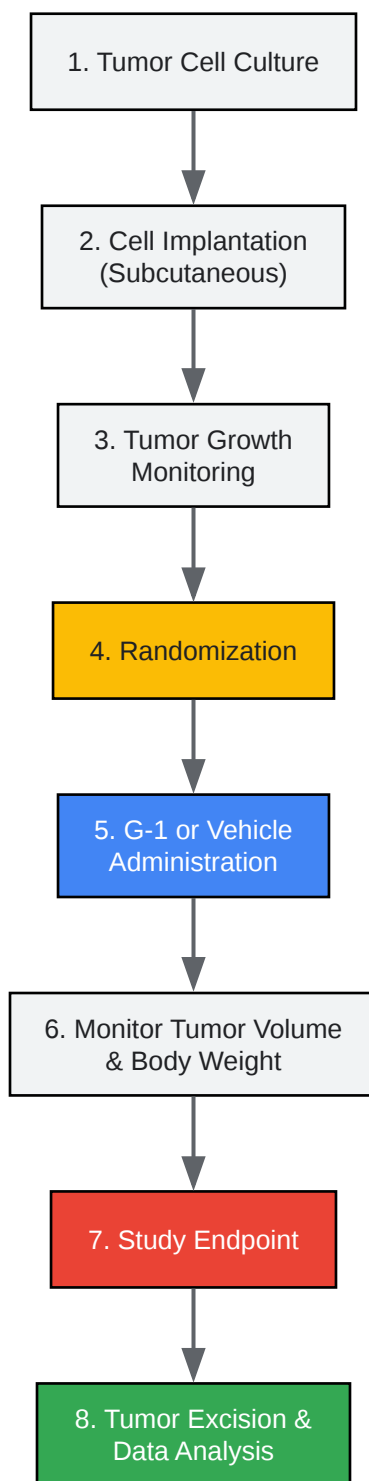 1. Tumor Cell Culture
2. Cell Implantation
(Subcutaneous)
3. Tumor Growth
Monitoring
4. Randomization
5. G-1 or Vehicle
Administration
6. Monitor Tumor Volume
& Body Weight
7. Study Endpoint
8. Tumor Excision &
Data Analysis